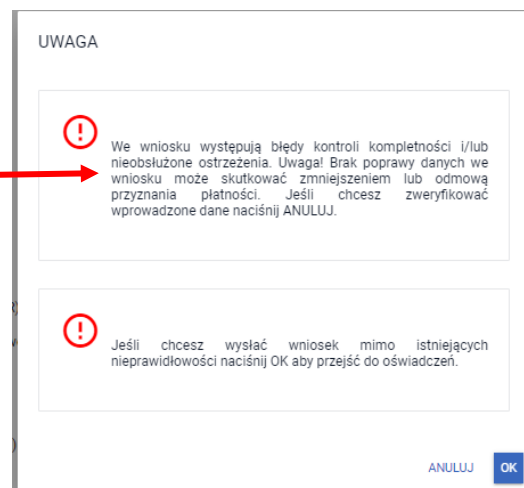 UWAGA
We wniosku występują błędy kontroli kompletności i/lub
nieobsłużone ostrzeżenia. Uwaga! Brak poprawy danych we
wniosku może skutkować zmniejszeniem lub odmową
przyznania płatności. Jeśli chcesz zweryfikować
wprowadzone dane naciśnij ANULUJ.
Jeśli chcesz wysłać wniosek mimo istniejących
nieprawidłowości naciśnij OK aby przejść do oświadczeń.
ANULUJ OK